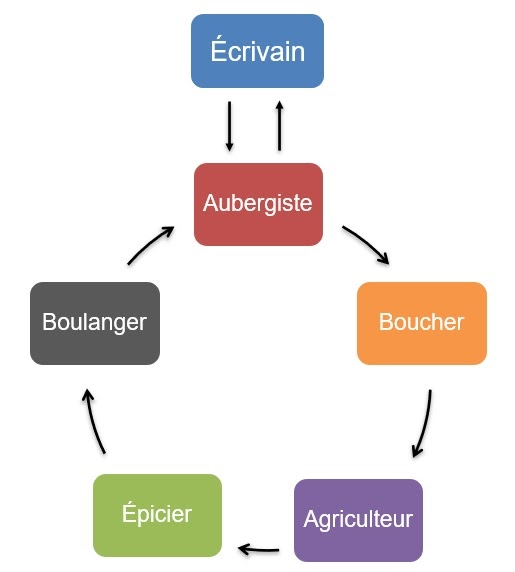 Écrivain
Aubergiste
Boulanger
Boucher
Épicier
Agriculteur